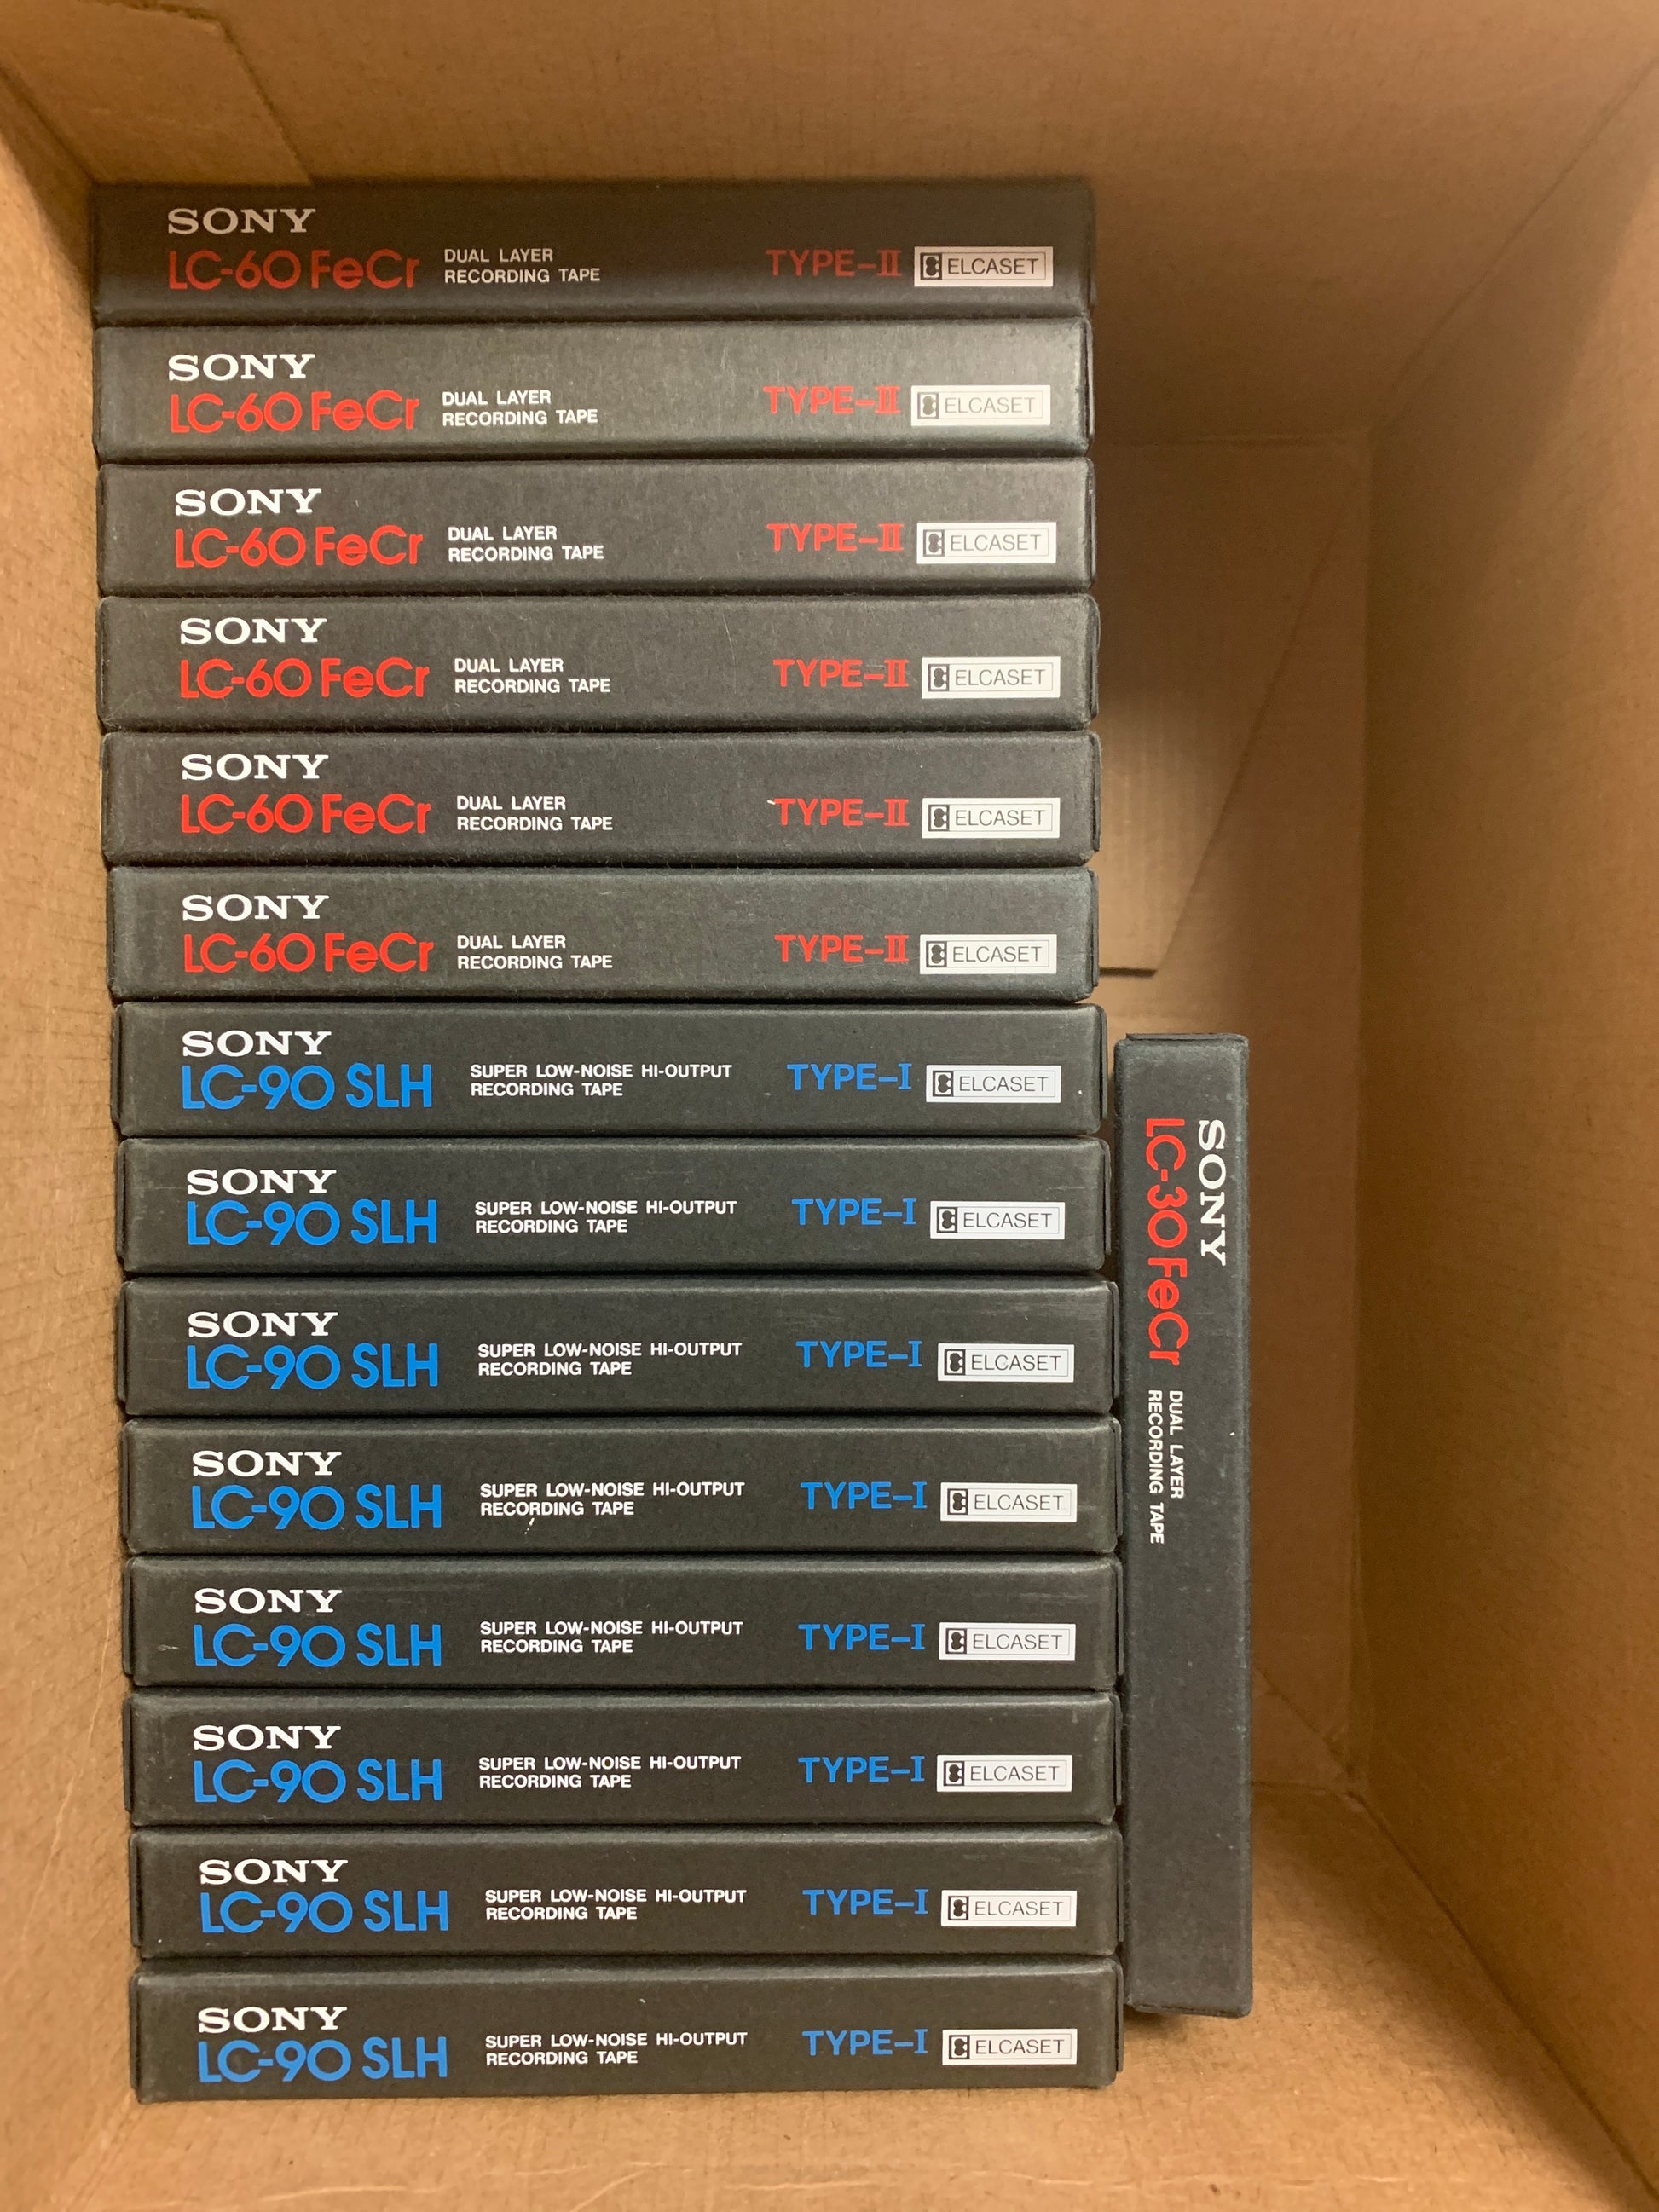 SONY
LC-60 FeCr DUAL LAYER
RECORDING TAPE TYPE-II ELCASET
SONY
LC-60 FeCr DUAL LAYER
RECORDING TAPE TYPE-II ELCASET
SONY
LC-60 FeCr DUAL LAYER
RECORDING TAPE TYPE-II ELCASET
SONY
LC-60 FeCr DUAL LAYER
RECORDING TAPE TYPE-II ELCASET
SONY
LC-60 FeCr DUAL LAYER
RECORDING TAPE TYPE-II ELCASET
SONY
LC-60 FeCr DUAL LAYER
RECORDING TAPE TYPE-II ELCASET
SONY
LC-90 SLH SUPER LOW-NOISE HI-OUTPUT
RECORDING TAPE TYPE-I ELCASET
SONY
LC-90 SLH SUPER LOW-NOISE HI-OUTPUT
RECORDING TAPE TYPE-I ELCASET
SONY
LC-90 SLH SUPER LOW-NOISE HI-OUTPUT
RECORDING TAPE TYPE-I ELCASET
SONY
LC-90 SLH SUPER LOW-NOISE HI-OUTPUT
RECORDING TAPE TYPE-I ELCASET
SONY
LC-90 SLH SUPER LOW-NOISE HI-OUTPUT
RECORDING TAPE TYPE-I ELCASET
SONY
LC-90 SLH SUPER LOW-NOISE HI-OUTPUT
RECORDING TAPE TYPE-I ELCASET
SONY
LC-90 SLH SUPER LOW-NOISE HI-OUTPUT
RECORDING TAPE TYPE-I ELCASET
SONY
LC-90 SLH SUPER LOW-NOISE HI-OUTPUT
RECORDING TAPE TYPE-I ELCASET
SONY
LC-30 FeCr DUAL LAYER
RECORDING TAPE